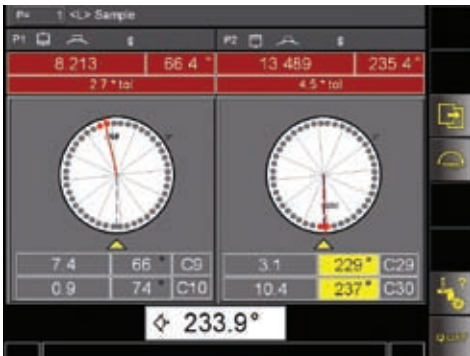 P= 1 <L> Sample
P1 g P2 g
8.213 66.4° 13.489 235.4°
2.7 * tol 4.5 * tol
7.4 66 ° C9 3.1 229° C29
0.9 74 ° C10 10.4 237° C30
233.9°